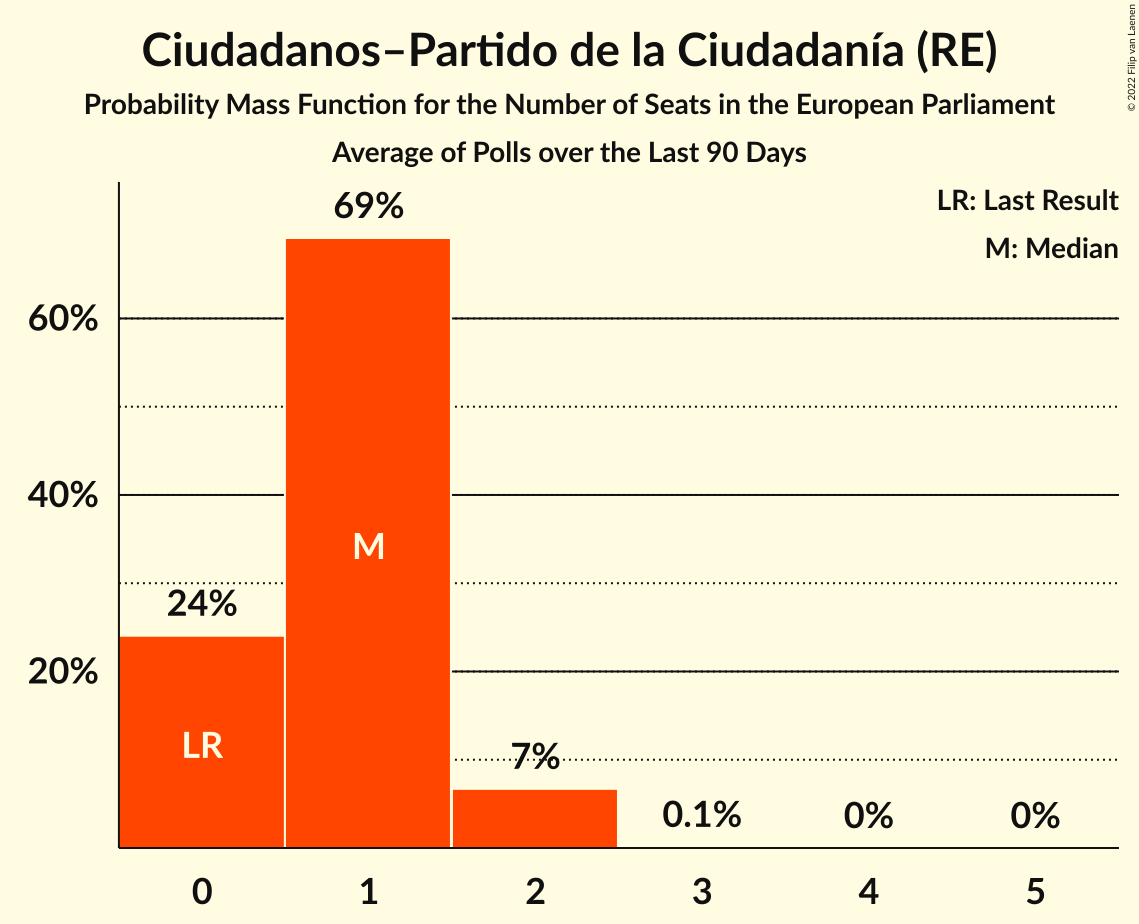 Ciudadanos–Partido de la Ciudadanía (RE)
Probability Mass Function for the Number of Seats in the European Parliament
Average of Polls over the Last 90 Days
© 2022 Filip van Laenen
LR: Last Result
M: Median
69%
60%
40%
M
24%
20%
LR
7%
0.1%
0%
0%
0 1 2 3 4 5